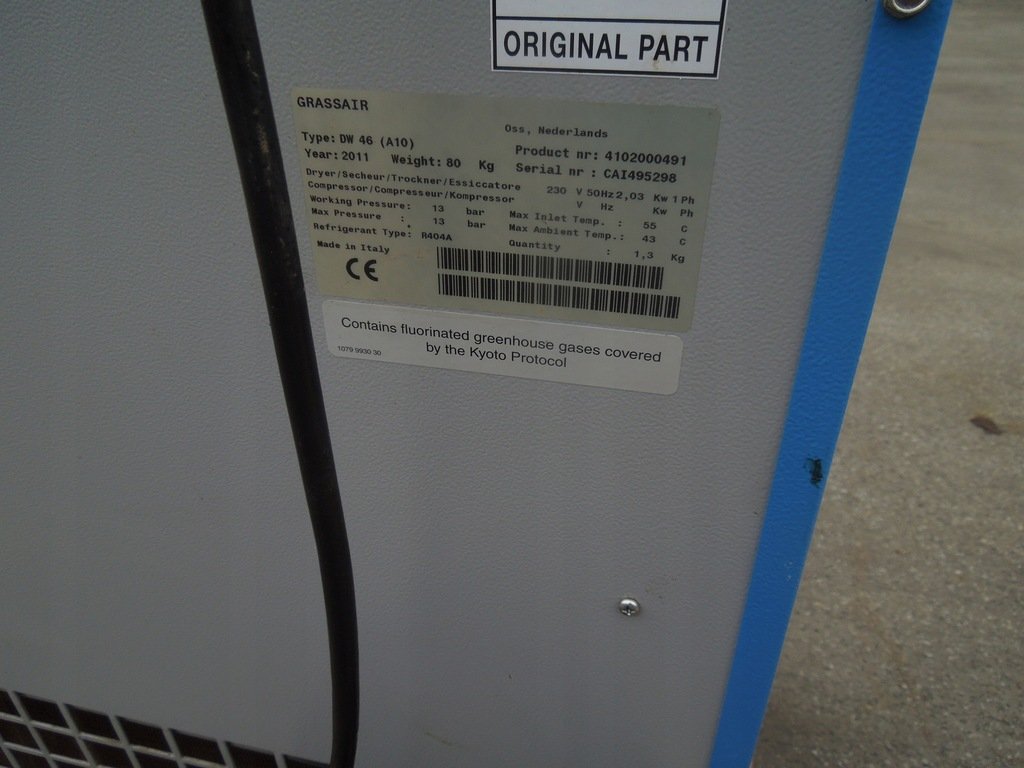 ORIGINAL PART
GRASSAIR
Oss, Nederlands
Type: DW 46 (A10)
Product nr: 4102000491
Year: 2011 Weight: 80 Kg
Serial nr : CAI495298
Dryer/Secheur/Trockner/Essiccatore 230 V 50Hz 2,03 Kw 1 Ph
Compressor/Compresseur/Kompressor V Hz Kw Ph
Working Pressure: 13 bar Max Inlet Temp. : 55 C
Max Pressure : 13 bar Max Ambient Temp.: 43 C
Refrigerant Type: R404A Quantity : 1,3 Kg
Made in Italy
CE
Contains fluorinated greenhouse gases covered
by the Kyoto Protocol
1079 9930 30